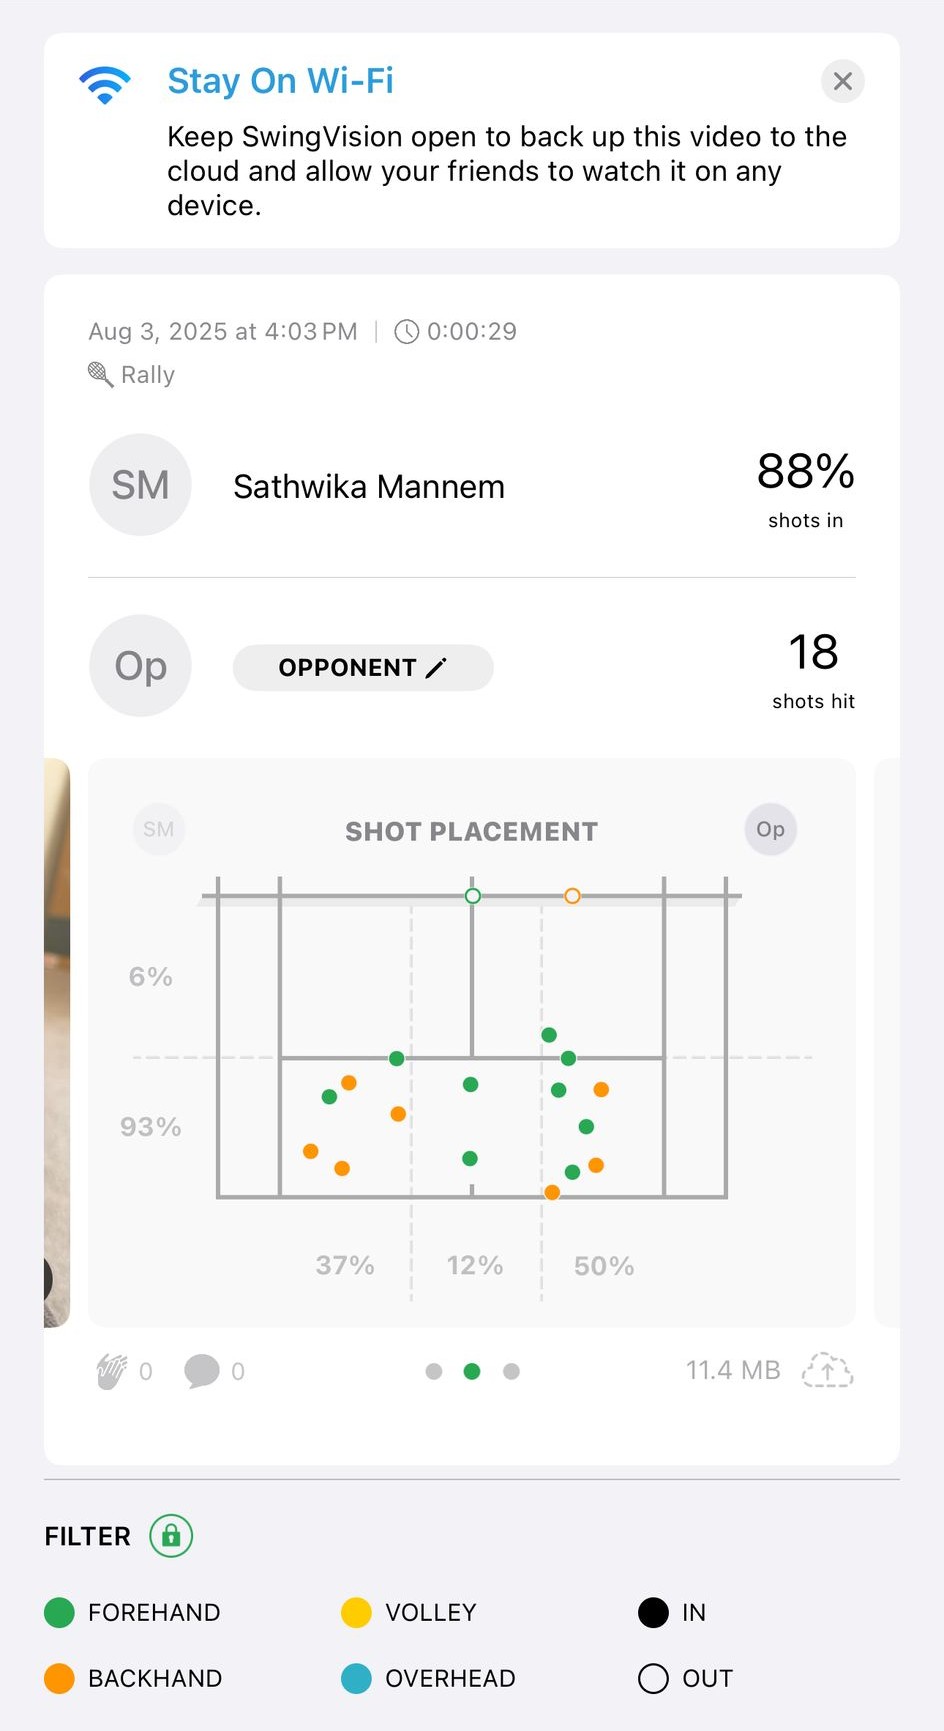 Stay On Wi-Fi
Keep SwingVision open to back up this video to the
cloud and allow your friends to watch it on any
device.
Aug 3, 2025 at 4:03 PM | 0:00:29
Rally
SM Sathwika Mannem 88%
shots in
Op OPPONENT 18
shots hit
SM SHOT PLACEMENT Op
6%
93%
37% 12% 50%
0 0 11.4 MB
FILTER
FOREHAND VOLLEY IN
BACKHAND OVERHEAD OUT